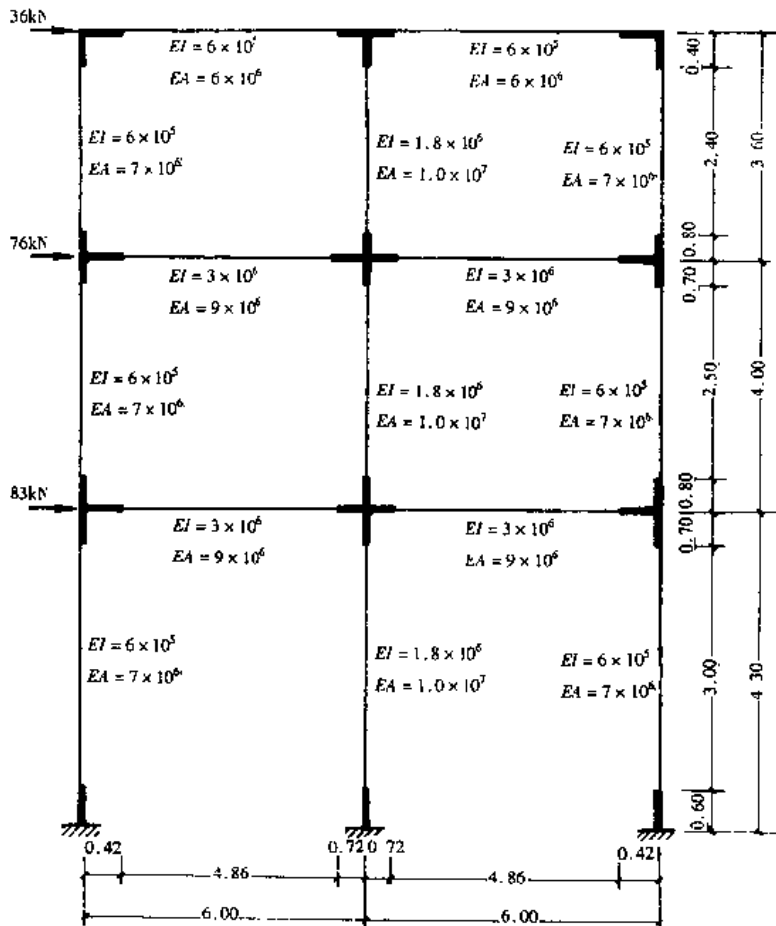 36kN
EI = 6 × 10⁵
EA = 6 × 10⁶
EI = 6 × 10⁵
EA = 6 × 10⁶
0.40
EI = 6 × 10⁵
EA = 7 × 10⁶
EI = 1.8 × 10⁶
EA = 1.0 × 10⁷
EI = 6 × 10⁵
EA = 7 × 10⁶
2.40
3.60
76kN
EI = 3 × 10⁶
EA = 9 × 10⁶
EI = 3 × 10⁶
EA = 9 × 10⁶
0.80
0.70
EI = 6 × 10⁵
EA = 7 × 10⁶
EI = 1.8 × 10⁶
EA = 1.0 × 10⁷
EI = 6 × 10⁵
EA = 7 × 10⁶
2.50
4.00
83kN
EI = 3 × 10⁶
EA = 9 × 10⁶
EI = 3 × 10⁶
EA = 9 × 10⁶
0.80
0.70
EI = 6 × 10⁵
EA = 7 × 10⁶
EI = 1.8 × 10⁶
EA = 1.0 × 10⁷
EI = 6 × 10⁵
EA = 7 × 10⁶
3.00
4.30
0.60
0.42
4.86
0.72
0.72
4.86
0.42
6.00
6.00